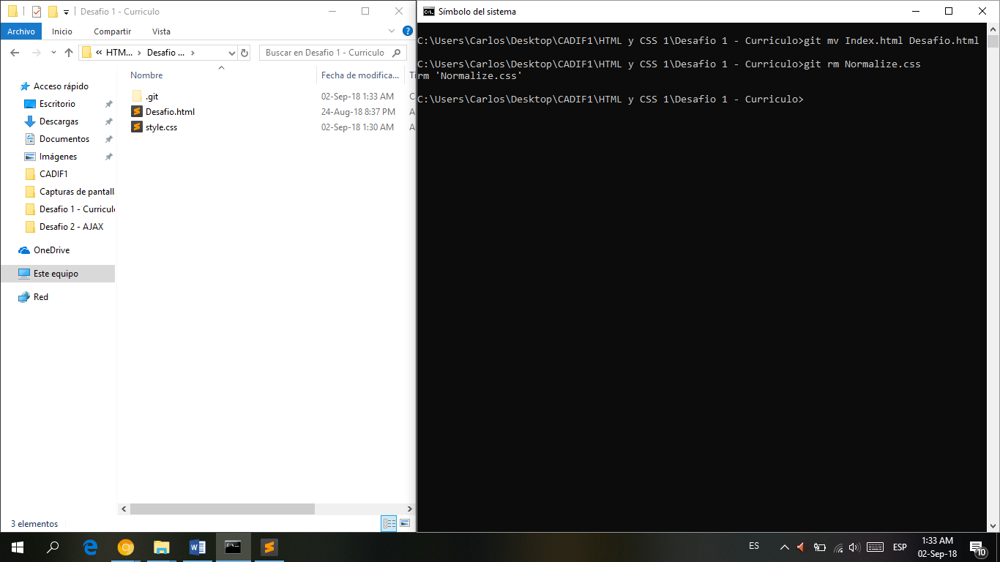 Desafio 1 - Curriculo
Archivo Inicio Compartir Vista
« HTM... Desafio ... Buscar en Desafio 1 - Curriculo
Nombre Fecha de modifica...
Acceso rápido
Escritorio
Descargas
Documentos
Imágenes
CADIF1
Capturas de pantall
Desafio 1 - Curriculo
Desafio 2 - AJAX
OneDrive
Este equipo
Red
.git 02-Sep-18 1:33 AM
Desafio.html 24-Aug-18 8:37 PM A
style.css 02-Sep-18 1:30 AM A
3 elementos
Símbolo del sistema
C:\Users\Carlos\Desktop\CADIF1\HTML y CSS 1\Desafio 1 - Curriculo>git mv Index.html Desafio.html
C:\Users\Carlos\Desktop\CADIF1\HTML y CSS 1\Desafio 1 - Curriculo>git rm Normalize.css
rm 'Normalize.css'
C:\Users\Carlos\Desktop\CADIF1\HTML y CSS 1\Desafio 1 - Curriculo>
ES ESP 1:33 AM
02-Sep-18 10